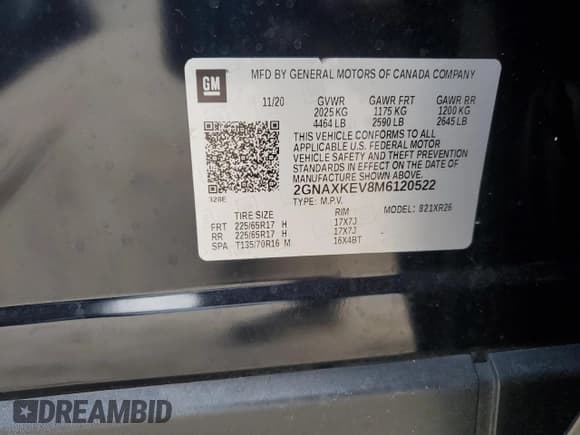 GM
MFD BY GENERAL MOTORS OF CANADA COMPANY
11/20 GVWR GAWR FRT GAWR RR
2025 KG 1175 KG 1200 KG
4464 LB 2590 LB 2645 LB
THIS VEHICLE CONFORMS TO ALL
APPLICABLE U.S. FEDERAL MOTOR
VEHICLE SAFETY AND THEFT PREVENTION
STANDARDS IN EFFECT ON THE DATE OF
MANUFACTURE SHOWN ABOVE.
328E 2GNAXKEV8M6120522
TYPE: M.P.V. MODEL: 821XR26
TIRE SIZE RIM
FRT 225/65R17 H 17X7J
RR 225/65R17 H 17X7J
SPA T135/70R16 M 16X4BT
DREAMBID